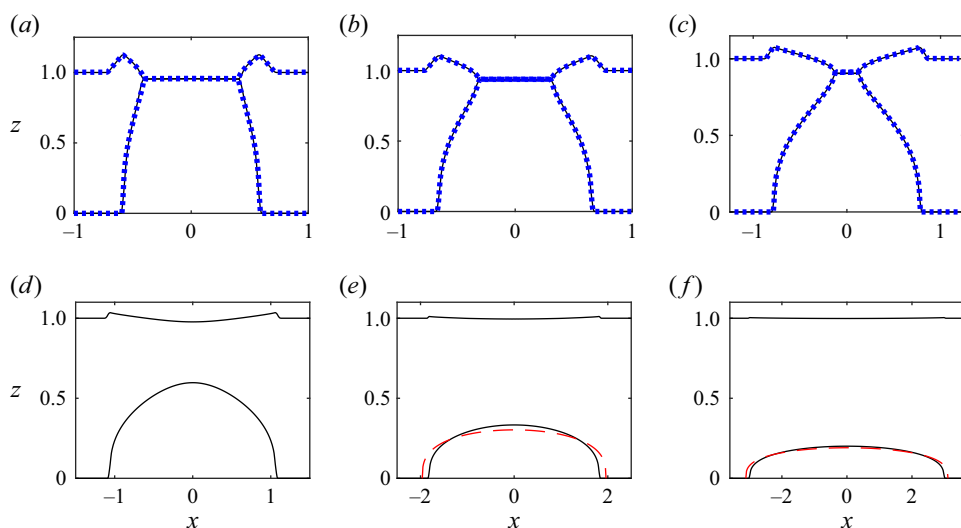 (a) (b) (c)
1.0 1.0 1.0
z 0.5 0.5 0.5
0 0 0
−1 0 1 −1 0 1 −1 0 1
(d) (e) (f)
1.0 1.0 1.0
z 0.5 0.5 0.5
0 0 0
−1 0 1 −2 0 2 −2 0 2
x x x